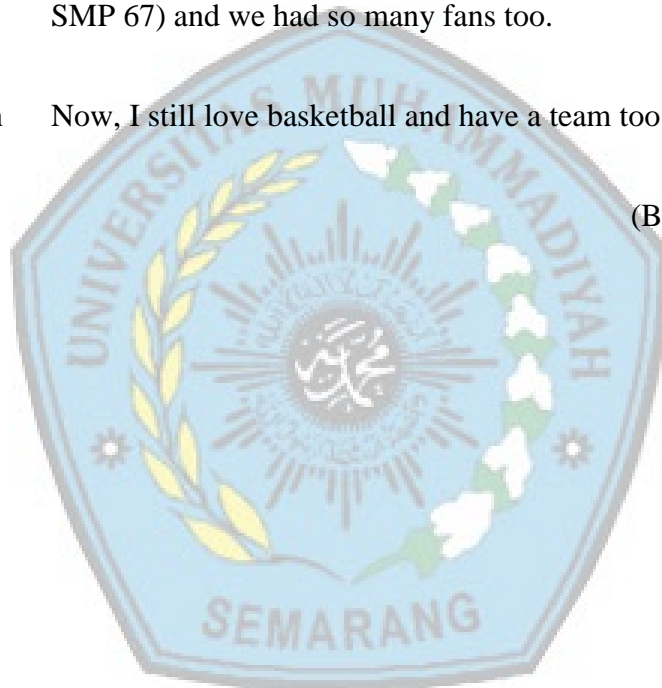 SMP 67) and we had so many fans too.
n Now, I still love basketball and have a team too
(B
UNIVERSITAS MUHAMMADIYAH
SEMARANG